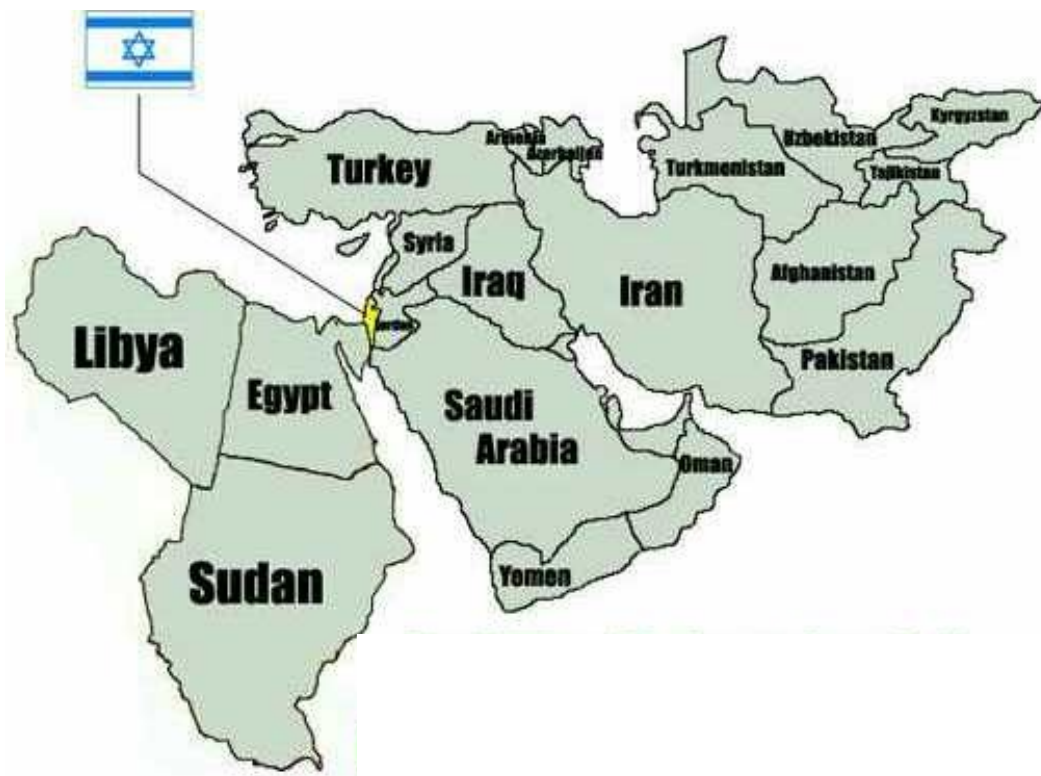 Turkey
Armenia
Azerbaijan
Turkmenistan
Uzbekistan
Kyrgyzstan
Tajikistan
Syria
Iraq
Iran
Afghanistan
Pakistan
Jordan
Libya
Egypt
Saudi
Arabia
Oman
Yemen
Sudan